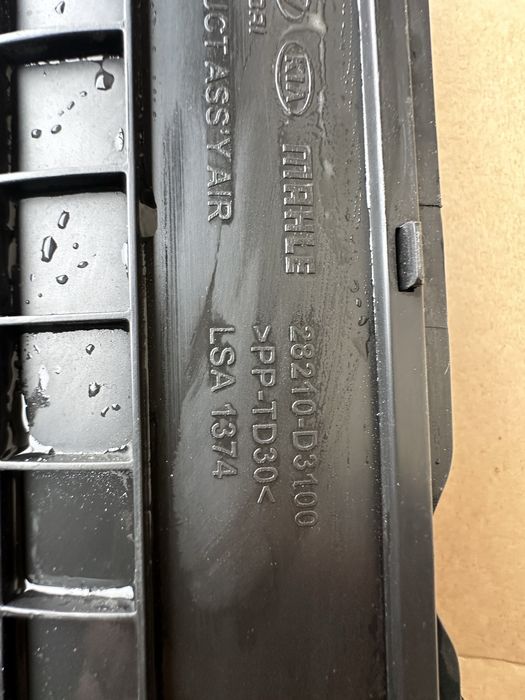 KIA MAHLE 28210-D3100
>PP-TD30<
UCT ASS'Y AIR LSA 1374